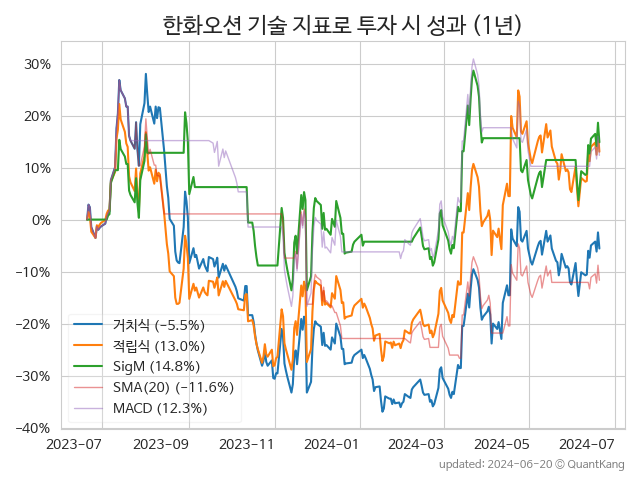 한화오션 기술 지표로 투자 시 성과 (1년)
30%
20%
10%
0%
−10%
−20%
−30%
−40%
거치식 (−5.5%)
적립식 (13.0%)
SigM (14.8%)
SMA(20) (−11.6%)
MACD (12.3%)
2023-07 2023-09 2023-11 2024-01 2024-03 2024-05 2024-07
updated: 2024-06-20 © QuantKang